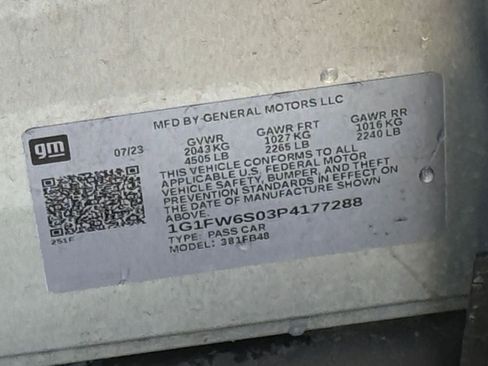 MFD BY GENERAL MOTORS LLC
gm
07/23
GVWR GAWR FRT GAWR RR
2043 KG 1027 KG 1016 KG
4505 LB 2265 LB 2240 LB
THIS VEHICLE CONFORMS TO ALL
APPLICABLE U.S. FEDERAL MOTOR
VEHICLE SAFETY, BUMPER, AND THEFT
PREVENTION STANDARDS IN EFFECT ON
THE DATE OF MANUFACTURE SHOWN
ABOVE.
1G1FW6S03P4177288
TYPE: PASS CAR
MODEL: 381FB48
251F